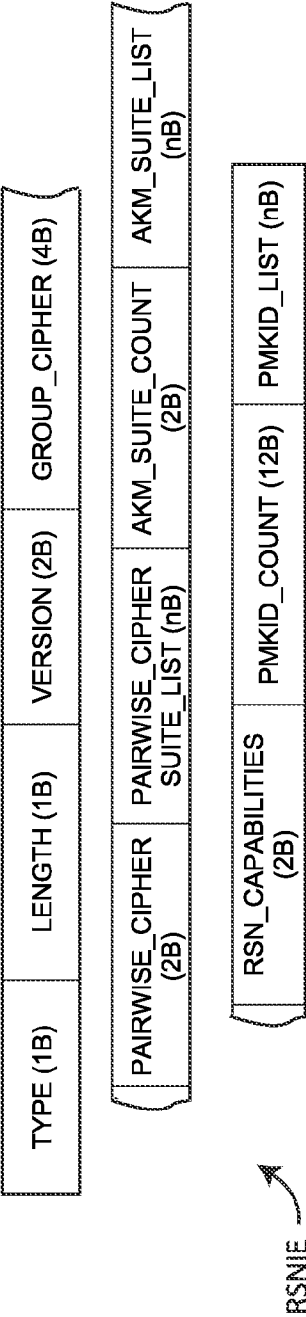 TYPE (1B)
LENGTH (1B)
VERSION (2B)
GROUP_CIPHER (4B)
PAIRWISE_CIPHER
(2B)
PAIRWISE_CIPHER
SUITE_LIST (nB)
AKM_SUITE_COUNT
(2B)
AKM_SUITE_LIST
(nB)
RSN_CAPABILITIES
(2B)
PMKID_COUNT (12B)
PMKID_LIST (nB)
RSNIE